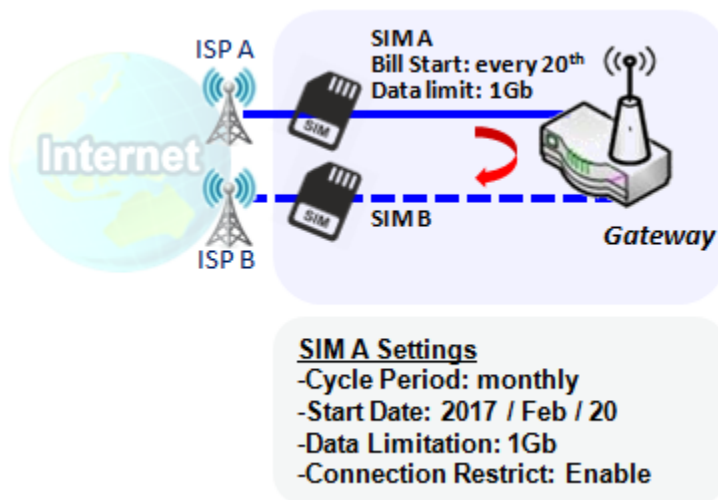 ISP A
SIM A
Bill Start: every 20th
Data limit: 1Gb
SIM
Internet
SIM
SIM B
Gateway
ISP B
SIM A Settings
-Cycle Period: monthly
-Start Date: 2017 / Feb / 20
-Data Limitation: 1Gb
-Connection Restrict: Enable